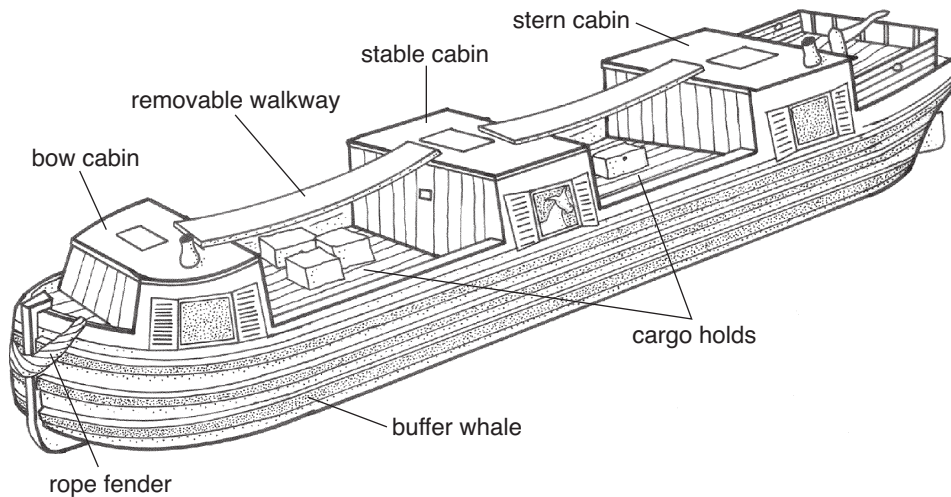 stern cabin
stable cabin
removable walkway
bow cabin
cargo holds
buffer whale
rope fender